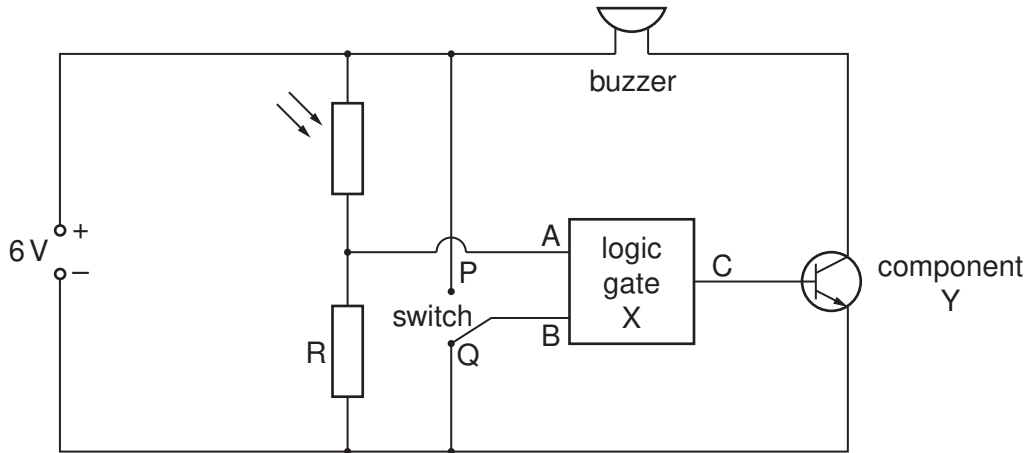 buzzer
6 V
+
–
A
logic
gate
X
C
component
Y
P
switch
B
Q
R